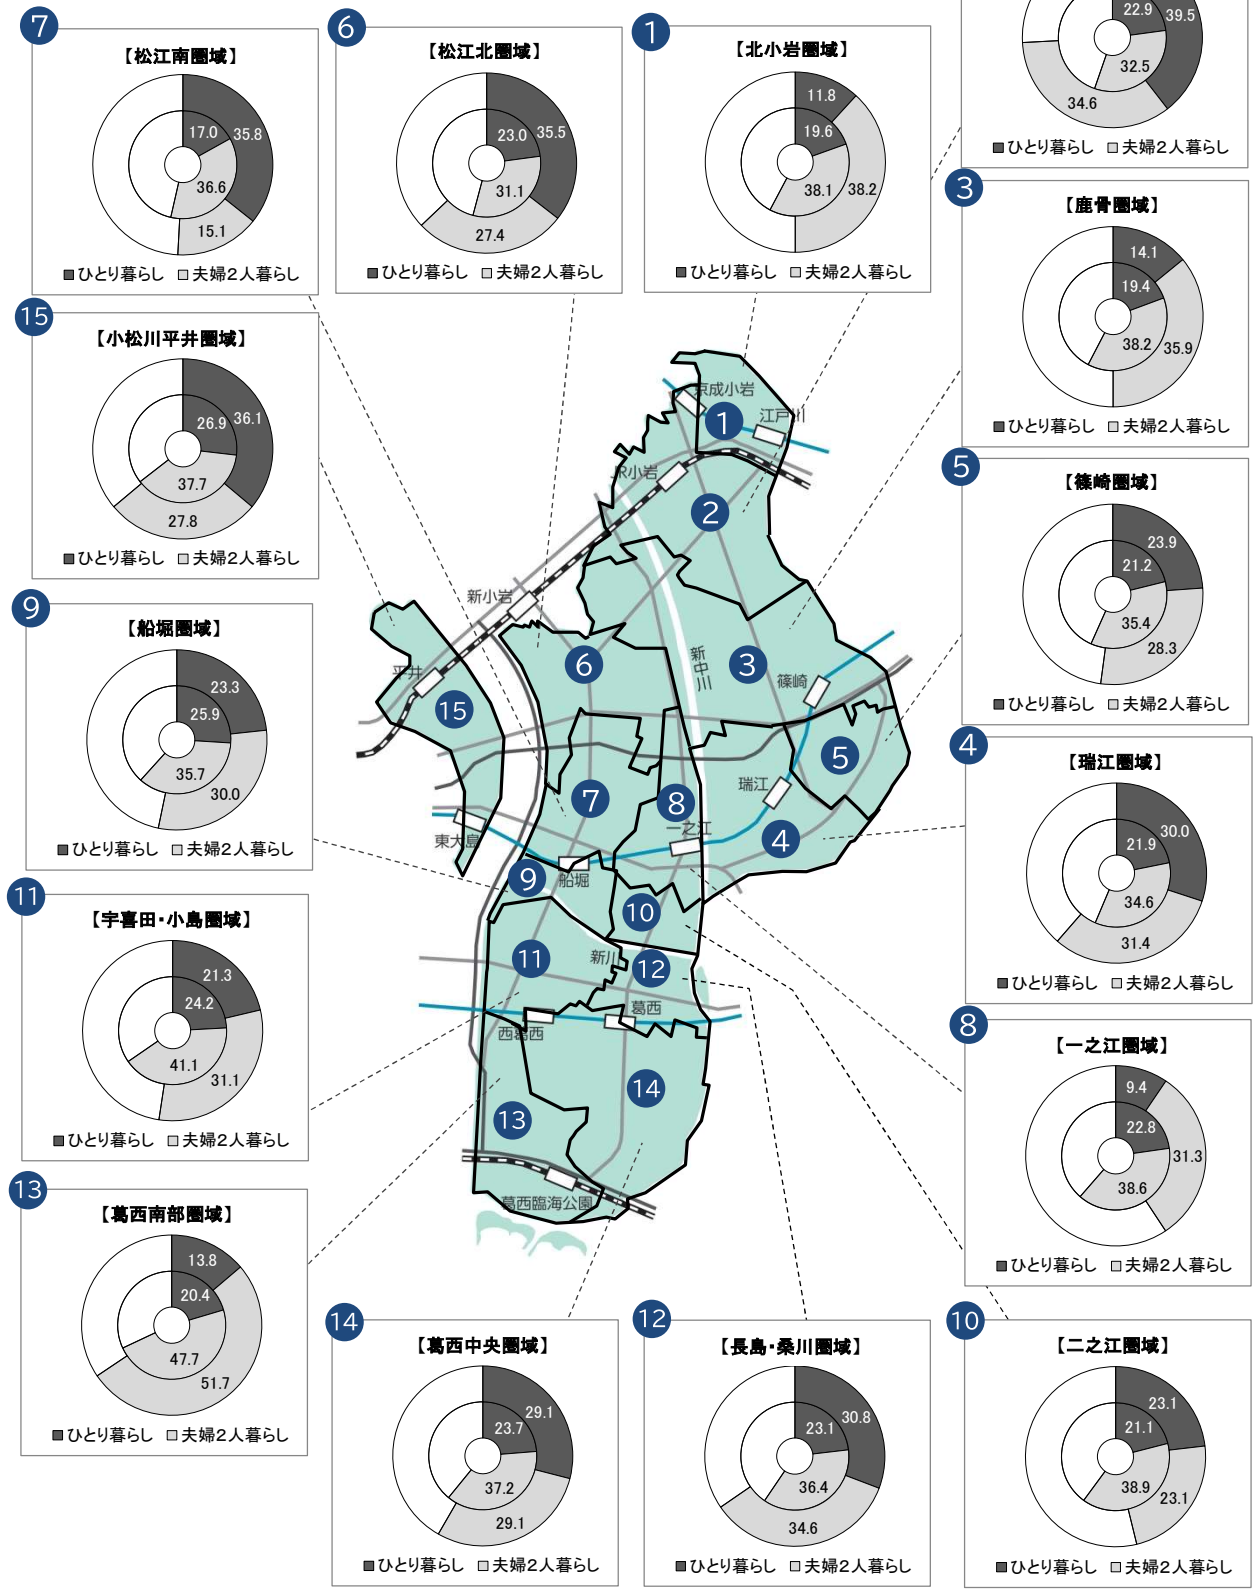 7
【松江南圏域】
17.0
35.8
36.6
15.1
■ひとり暮らし □夫婦2人暮らし
6
【松江北圏域】
23.0
35.5
31.1
27.4
■ひとり暮らし □夫婦2人暮らし
1
【北小岩圏域】
11.8
19.6
38.1
38.2
■ひとり暮らし □夫婦2人暮らし
22.9
39.5
32.5
34.6
■ひとり暮らし □夫婦2人暮らし
3
【鹿骨圏域】
14.1
19.4
38.2
35.9
■ひとり暮らし □夫婦2人暮らし
15
【小松川平井圏域】
26.9
36.1
37.7
27.8
■ひとり暮らし □夫婦2人暮らし
5
【篠崎圏域】
23.9
21.2
35.4
28.3
■ひとり暮らし □夫婦2人暮らし
9
【船堀圏域】
23.3
25.9
35.7
30.0
■ひとり暮らし □夫婦2人暮らし
4
【瑞江圏域】
30.0
21.9
34.6
31.4
■ひとり暮らし □夫婦2人暮らし
11
【宇喜田・小島圏域】
21.3
24.2
41.1
31.1
■ひとり暮らし □夫婦2人暮らし
8
【一之江圏域】
9.4
22.8
31.3
38.6
■ひとり暮らし □夫婦2人暮らし
13
【葛西南部圏域】
13.8
20.4
47.7
51.7
■ひとり暮らし □夫婦2人暮らし
14
【葛西中央圏域】
29.1
23.7
37.2
29.1
■ひとり暮らし □夫婦2人暮らし
12
【長島・桑川圏域】
30.8
23.1
36.4
34.6
■ひとり暮らし □夫婦2人暮らし
10
【二之江圏域】
23.1
21.1
38.9
23.1
■ひとり暮らし □夫婦2人暮らし
京成小岩
1
江戸川
JR小岩
2
新小岩
6
新中川
3
平井
篠崎
15
5
7
8
瑞江
一之江
4
東大島
船堀
9
10
11
新川
12
葛西
西葛西
14
13
葛西臨海公園